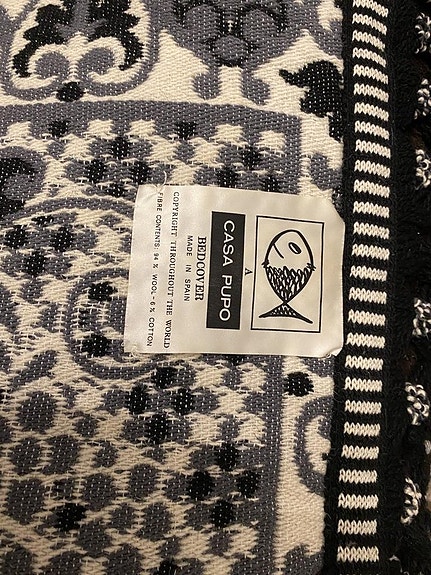 A
CASA PUPO
BEDCOVER
MADE IN SPAIN
COPYRIGHT THROUGHOUT THE WORLD
FIBRE CONTENTS: 94 % WOOL - 6 % COTTON